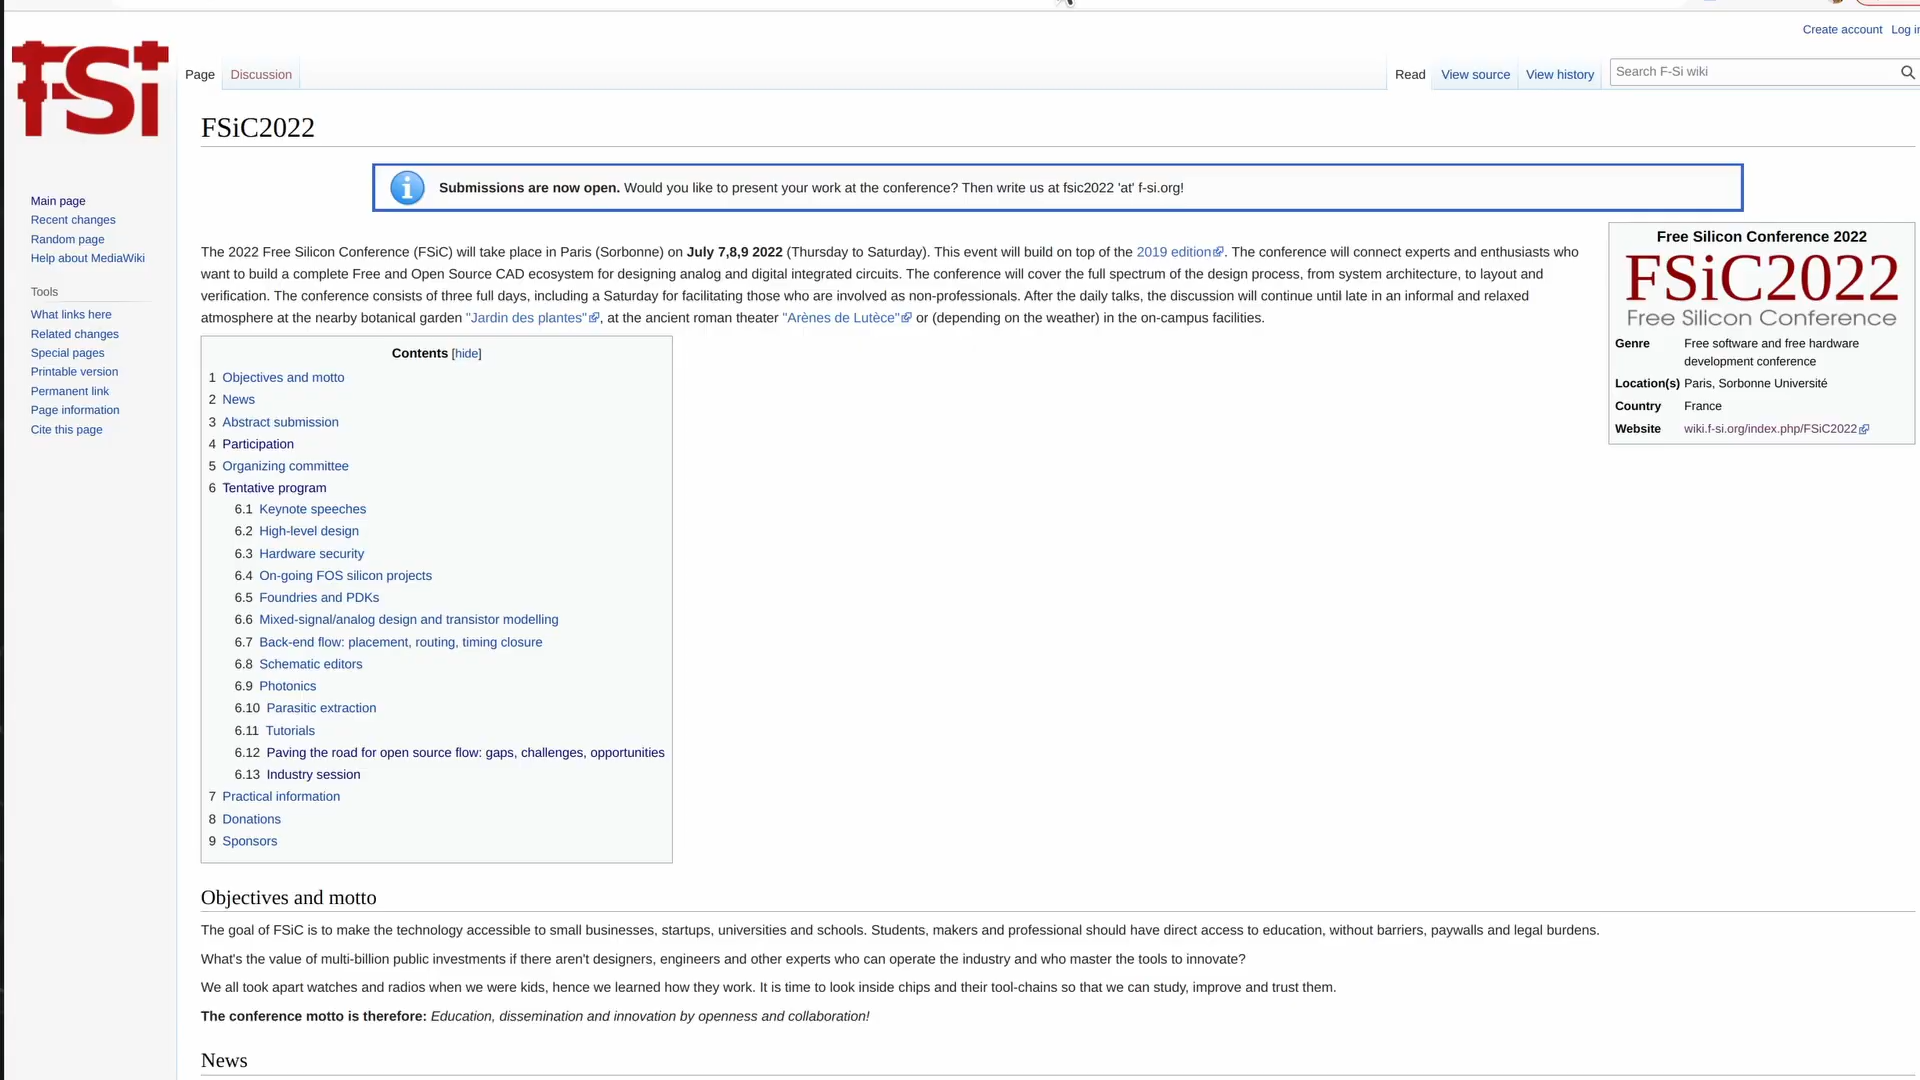 Create account Log in
FSi
Page Discussion Read View source View history Search F-Si wiki
FSiC2022
Submissions are now open. Would you like to present your work at the conference? Then write us at fsic2022 'at' f-si.org!
Main page
Recent changes
Random page
Help about MediaWiki
Tools
What links here
Related changes
Special pages
Printable version
Permanent link
Page information
Cite this page
The 2022 Free Silicon Conference (FSiC) will take place in Paris (Sorbonne) on July 7,8,9 2022 (Thursday to Saturday). This event will build on top of the 2019 edition. The conference will connect experts and enthusiasts who
want to build a complete Free and Open Source CAD ecosystem for designing analog and digital integrated circuits. The conference will cover the full spectrum of the design process, from system architecture, to layout and
verification. The conference consists of three full days, including a Saturday for facilitating those who are involved as non-professionals. After the daily talks, the discussion will continue until late in an informal and relaxed
atmosphere at the nearby botanical garden "Jardin des plantes", at the ancient roman theater "Arènes de Lutèce" or (depending on the weather) in the on-campus facilities.
Free Silicon Conference 2022
FSiC2022
Free Silicon Conference
Genre Free software and free hardware
development conference
Location(s) Paris, Sorbonne Université
Country France
Website wiki.f-si.org/index.php/FSiC2022
Contents [hide]
1 Objectives and motto
2 News
3 Abstract submission
4 Participation
5 Organizing committee
6 Tentative program
6.1 Keynote speeches
6.2 High-level design
6.3 Hardware security
6.4 On-going FOS silicon projects
6.5 Foundries and PDKs
6.6 Mixed-signal/analog design and transistor modelling
6.7 Back-end flow: placement, routing, timing closure
6.8 Schematic editors
6.9 Photonics
6.10 Parasitic extraction
6.11 Tutorials
6.12 Paving the road for open source flow: gaps, challenges, opportunities
6.13 Industry session
7 Practical information
8 Donations
9 Sponsors
Objectives and motto
The goal of FSiC is to make the technology accessible to small businesses, startups, universities and schools. Students, makers and professional should have direct access to education, without barriers, paywalls and legal burdens.
What's the value of multi-billion public investments if there aren't designers, engineers and other experts who can operate the industry and who master the tools to innovate?
We all took apart watches and radios when we were kids, hence we learned how they work. It is time to look inside chips and their tool-chains so that we can study, improve and trust them.
The conference motto is therefore: Education, dissemination and innovation by openness and collaboration!
News